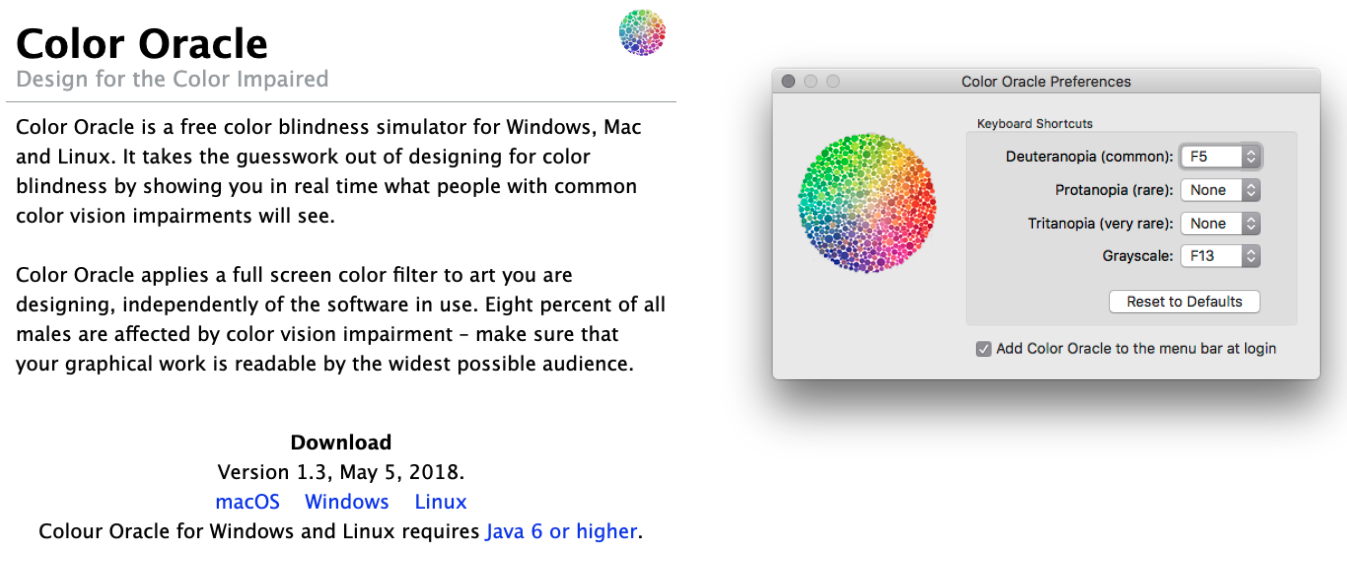 Color Oracle
Design for the Color Impaired
Color Oracle is a free color blindness simulator for Windows, Mac
and Linux. It takes the guesswork out of designing for color
blindness by showing you in real time what people with common
color vision impairments will see.
Color Oracle applies a full screen color filter to art you are
designing, independently of the software in use. Eight percent of all
males are affected by color vision impairment – make sure that
your graphical work is readable by the widest possible audience.
Download
Version 1.3, May 5, 2018.
macOS Windows Linux
Colour Oracle for Windows and Linux requires Java 6 or higher.
Color Oracle Preferences
Keyboard Shortcuts
Deuteranopia (common): F5
Protanopia (rare): None
Tritanopia (very rare): None
Grayscale: F13
Reset to Defaults
Add Color Oracle to the menu bar at login